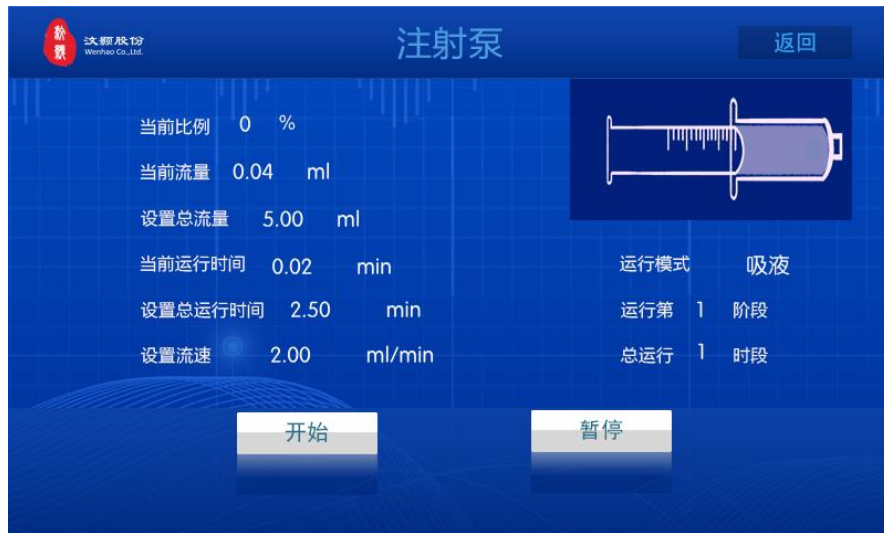 汶颢股份
Wenhao Co.,Ltd.
注射泵
返回
当前比例 0 %
当前流量 0.04 ml
设置总流量 5.00 ml
当前运行时间 0.02 min
设置总运行时间 2.50 min
设置流速 2.00 ml/min
运行模式 吸液
运行第 1 阶段
总运行 1 时段
开始
暂停